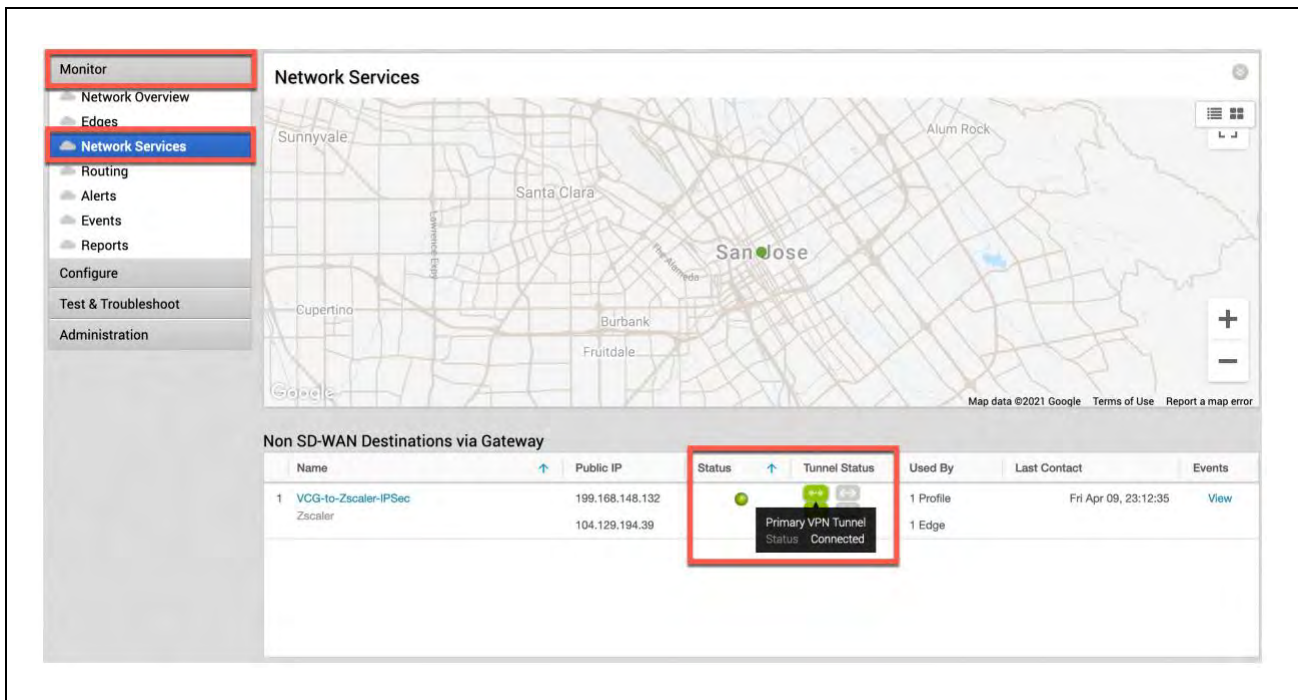 Monitor
Network Overview
Edges
Network Services
Routing
Alerts
Events
Reports
Configure
Test & Troubleshoot
Administration
Network Services
Sunnyvale
Alum Rock
Santa Clara
Lawrence Expy
San Jose
The Alameda
Cupertino
Burbank
Fruitdale
Google
Map data ©2021 Google Terms of Use Report a map error
Non SD-WAN Destinations via Gateway
Name Public IP Status Tunnel Status Used By Last Contact Events
1 VCG-to-Zscaler-IPSec 199.168.148.132 1 Profile Fri Apr 09, 23:12:35 View
Zscaler 104.129.194.39 1 Edge
Primary VPN Tunnel
Status Connected